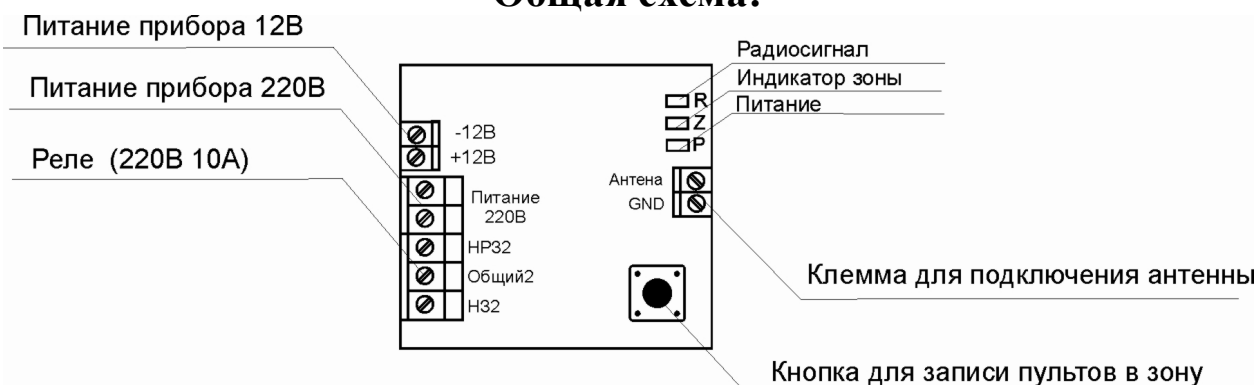 Общая схема:
Питание прибора 12В
Питание прибора 220В
Реле (220В 10А)
-12В
+12В
Питание
220В
НР32
Общий2
Н32
Радиосигнал
Индикатор зоны
Питание
R
Z
P
Антена
GND
Клемма для подключения антенны
Кнопка для записи пультов в зону